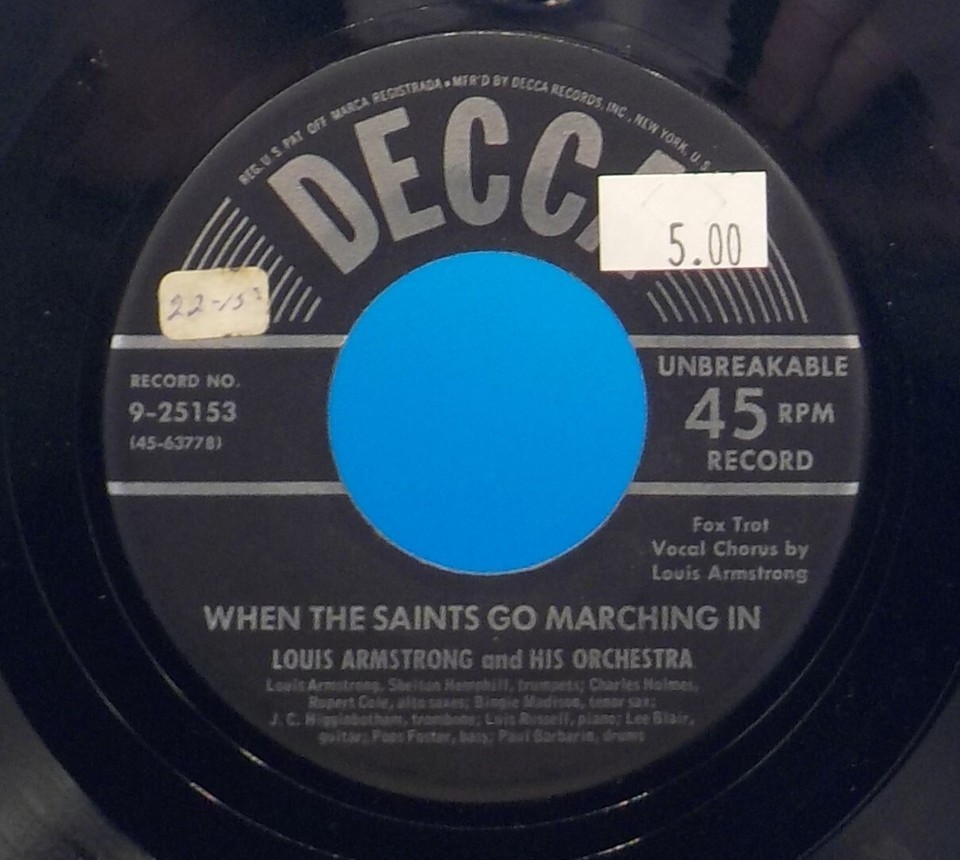 REG. U.S. PAT. OFF. MARCA REGISTRADA • MFR'D BY DECCA RECORDS, INC., NEW YORK, U.S.
DECCA
5.00
22-15
RECORD NO.
9-25153
(45-63778)
UNBREAKABLE
45 RPM
RECORD
Fox Trot
Vocal Chorus by
Louis Armstrong
WHEN THE SAINTS GO MARCHING IN
LOUIS ARMSTRONG and HIS ORCHESTRA
Louis Armstrong, Shelton Hemphill, trumpets; Charles Holmes,
Rupert Cole, alto saxes; Bingie Madison, tenor sax;
J. C. Higginbotham, trombone; Luis Russell, piano; Lee Blair,
guitar; Pops Foster, bass; Paul Barbarin, drums